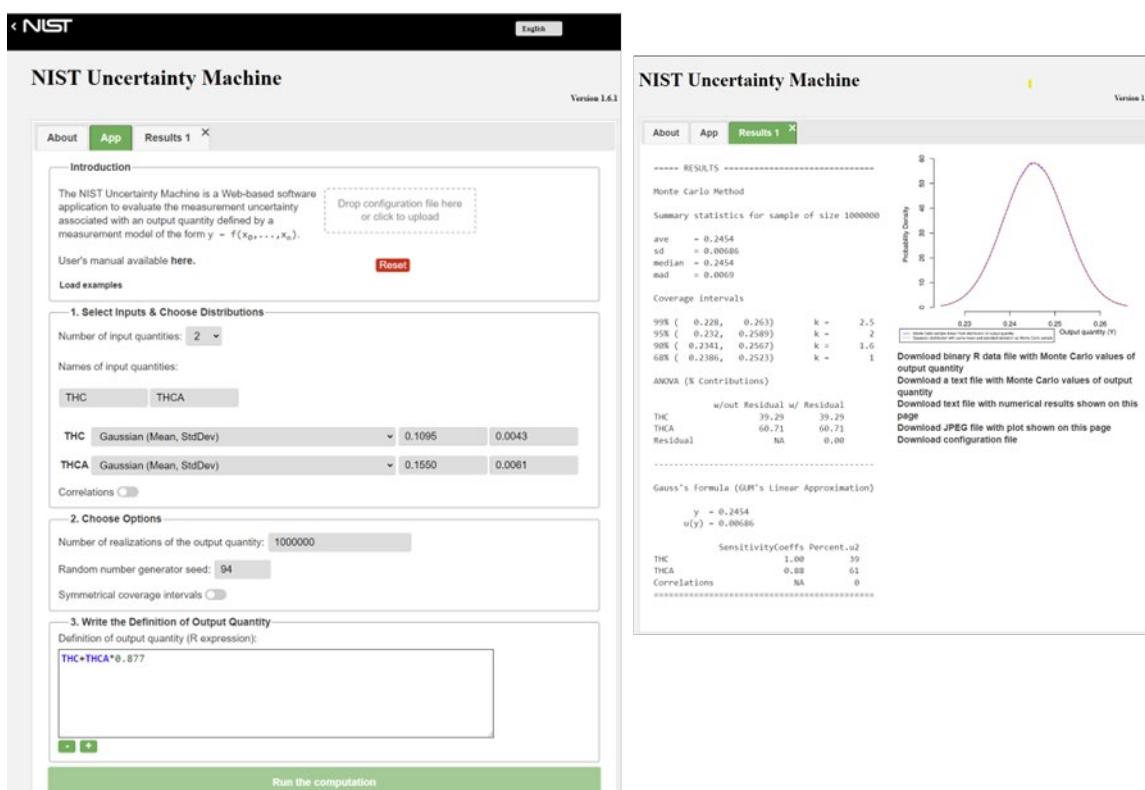 ‹ NIST
English
NIST Uncertainty Machine
Version 1.6.1
About App Results 1 ×
Introduction
The NIST Uncertainty Machine is a Web-based software
application to evaluate the measurement uncertainty
associated with an output quantity defined by a
measurement model of the form y = f(x₀,...,xₙ).
Drop configuration file here
or click to upload
User's manual available here.
Reset
Load examples
1. Select Inputs & Choose Distributions
Number of input quantities: 2
Names of input quantities:
THC THCA
THC Gaussian (Mean, StdDev) 0.1095 0.0043
THCA Gaussian (Mean, StdDev) 0.1550 0.0061
Correlations
2. Choose Options
Number of realizations of the output quantity: 1000000
Random number generator seed: 94
Symmetrical coverage intervals
3. Write the Definition of Output Quantity
Definition of output quantity (R expression):
THC+THCA*0.877
- +
Run the computation
NIST Uncertainty Machine
Version 1
About App Results 1 ×
===== RESULTS ==============================
Monte Carlo Method
Summary statistics for sample of size 1000000
ave = 0.2454
sd = 0.00686
median = 0.2454
mad = 0.0069
Coverage intervals
99% ( 0.228, 0.263) k = 2.5
95% ( 0.232, 0.2589) k = 2
90% ( 0.2341, 0.2567) k = 1.6
68% ( 0.2386, 0.2523) k = 1
ANOVA (% Contributions)
w/out Residual w/ Residual
THC 39.29 39.29
THCA 60.71 60.71
Residual NA 0.00
--------------------------------------------
Gauss's Formula (GUM's Linear Approximation)
y = 0.2454
u(y) = 0.00686
SensitivityCoeffs Percent.u2
THC 1.00 39
THCA 0.88 61
Correlations NA 0
============================================
Probability Density
0 10 20 30 40 50 60
0.23 0.24 0.25 0.26
Output quantity (Y)
Download binary R data file with Monte Carlo values of
output quantity
Download a text file with Monte Carlo values of output
quantity
Download text file with numerical results shown on this
page
Download JPEG file with plot shown on this page
Download configuration file